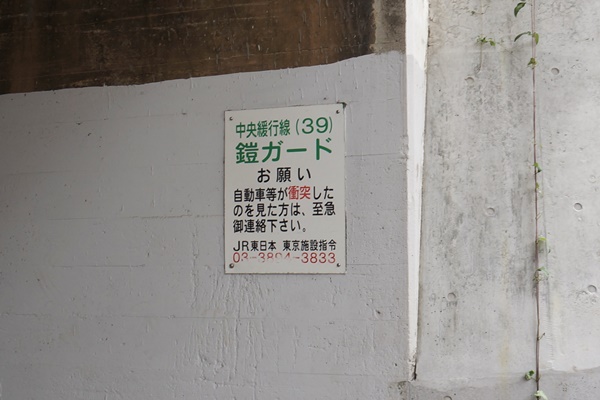 中央緩行線(39)
鎧ガード
お願い
自動車等が衝突した
のを見た方は、至急
御連絡下さい。
JR東日本 東京施設指令
03-3894-3833